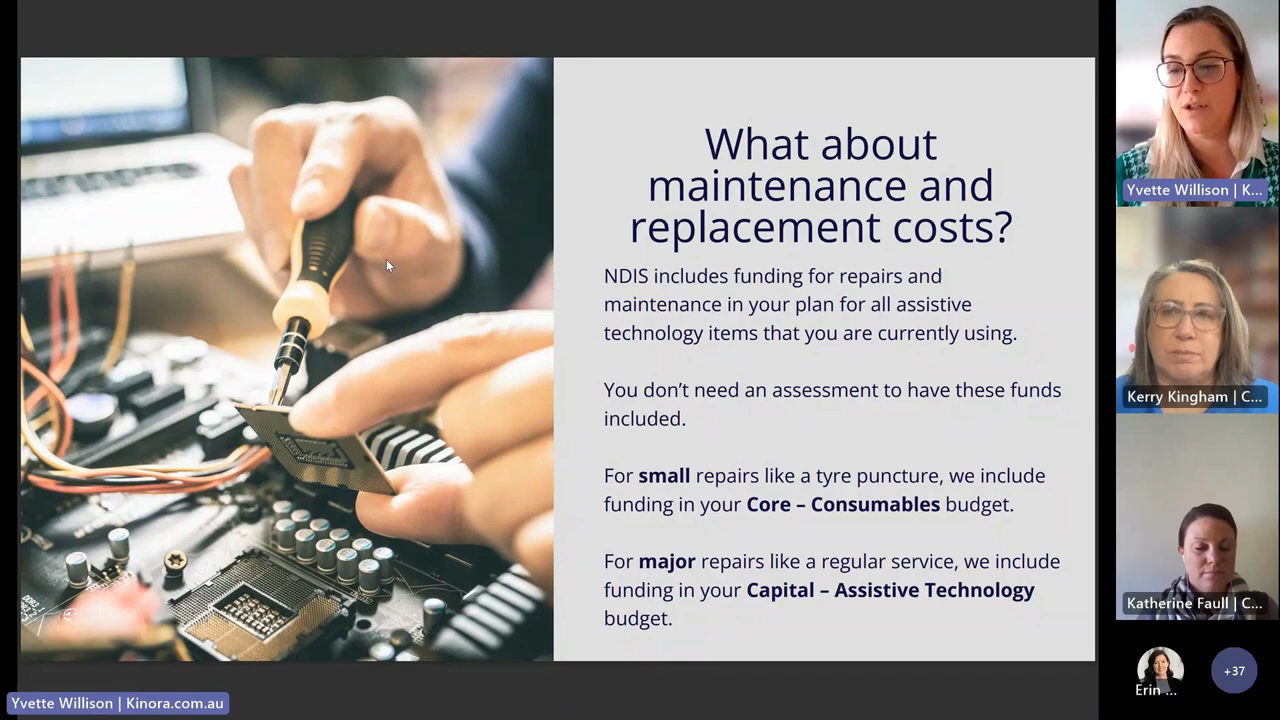 What about
maintenance and
replacement costs?
NDIS includes funding for repairs and
maintenance in your plan for all assistive
technology items that you are currently using.
You don’t need an assessment to have these funds
included.
For small repairs like a tyre puncture, we include
funding in your Core – Consumables budget.
For major repairs like a regular service, we include
funding in your Capital – Assistive Technology
budget.
Yvette Willison | K...
Kerry Kingham | C...
Katherine Faull | C...
Erin ...
+37
Yvette Willison | Kinora.com.au